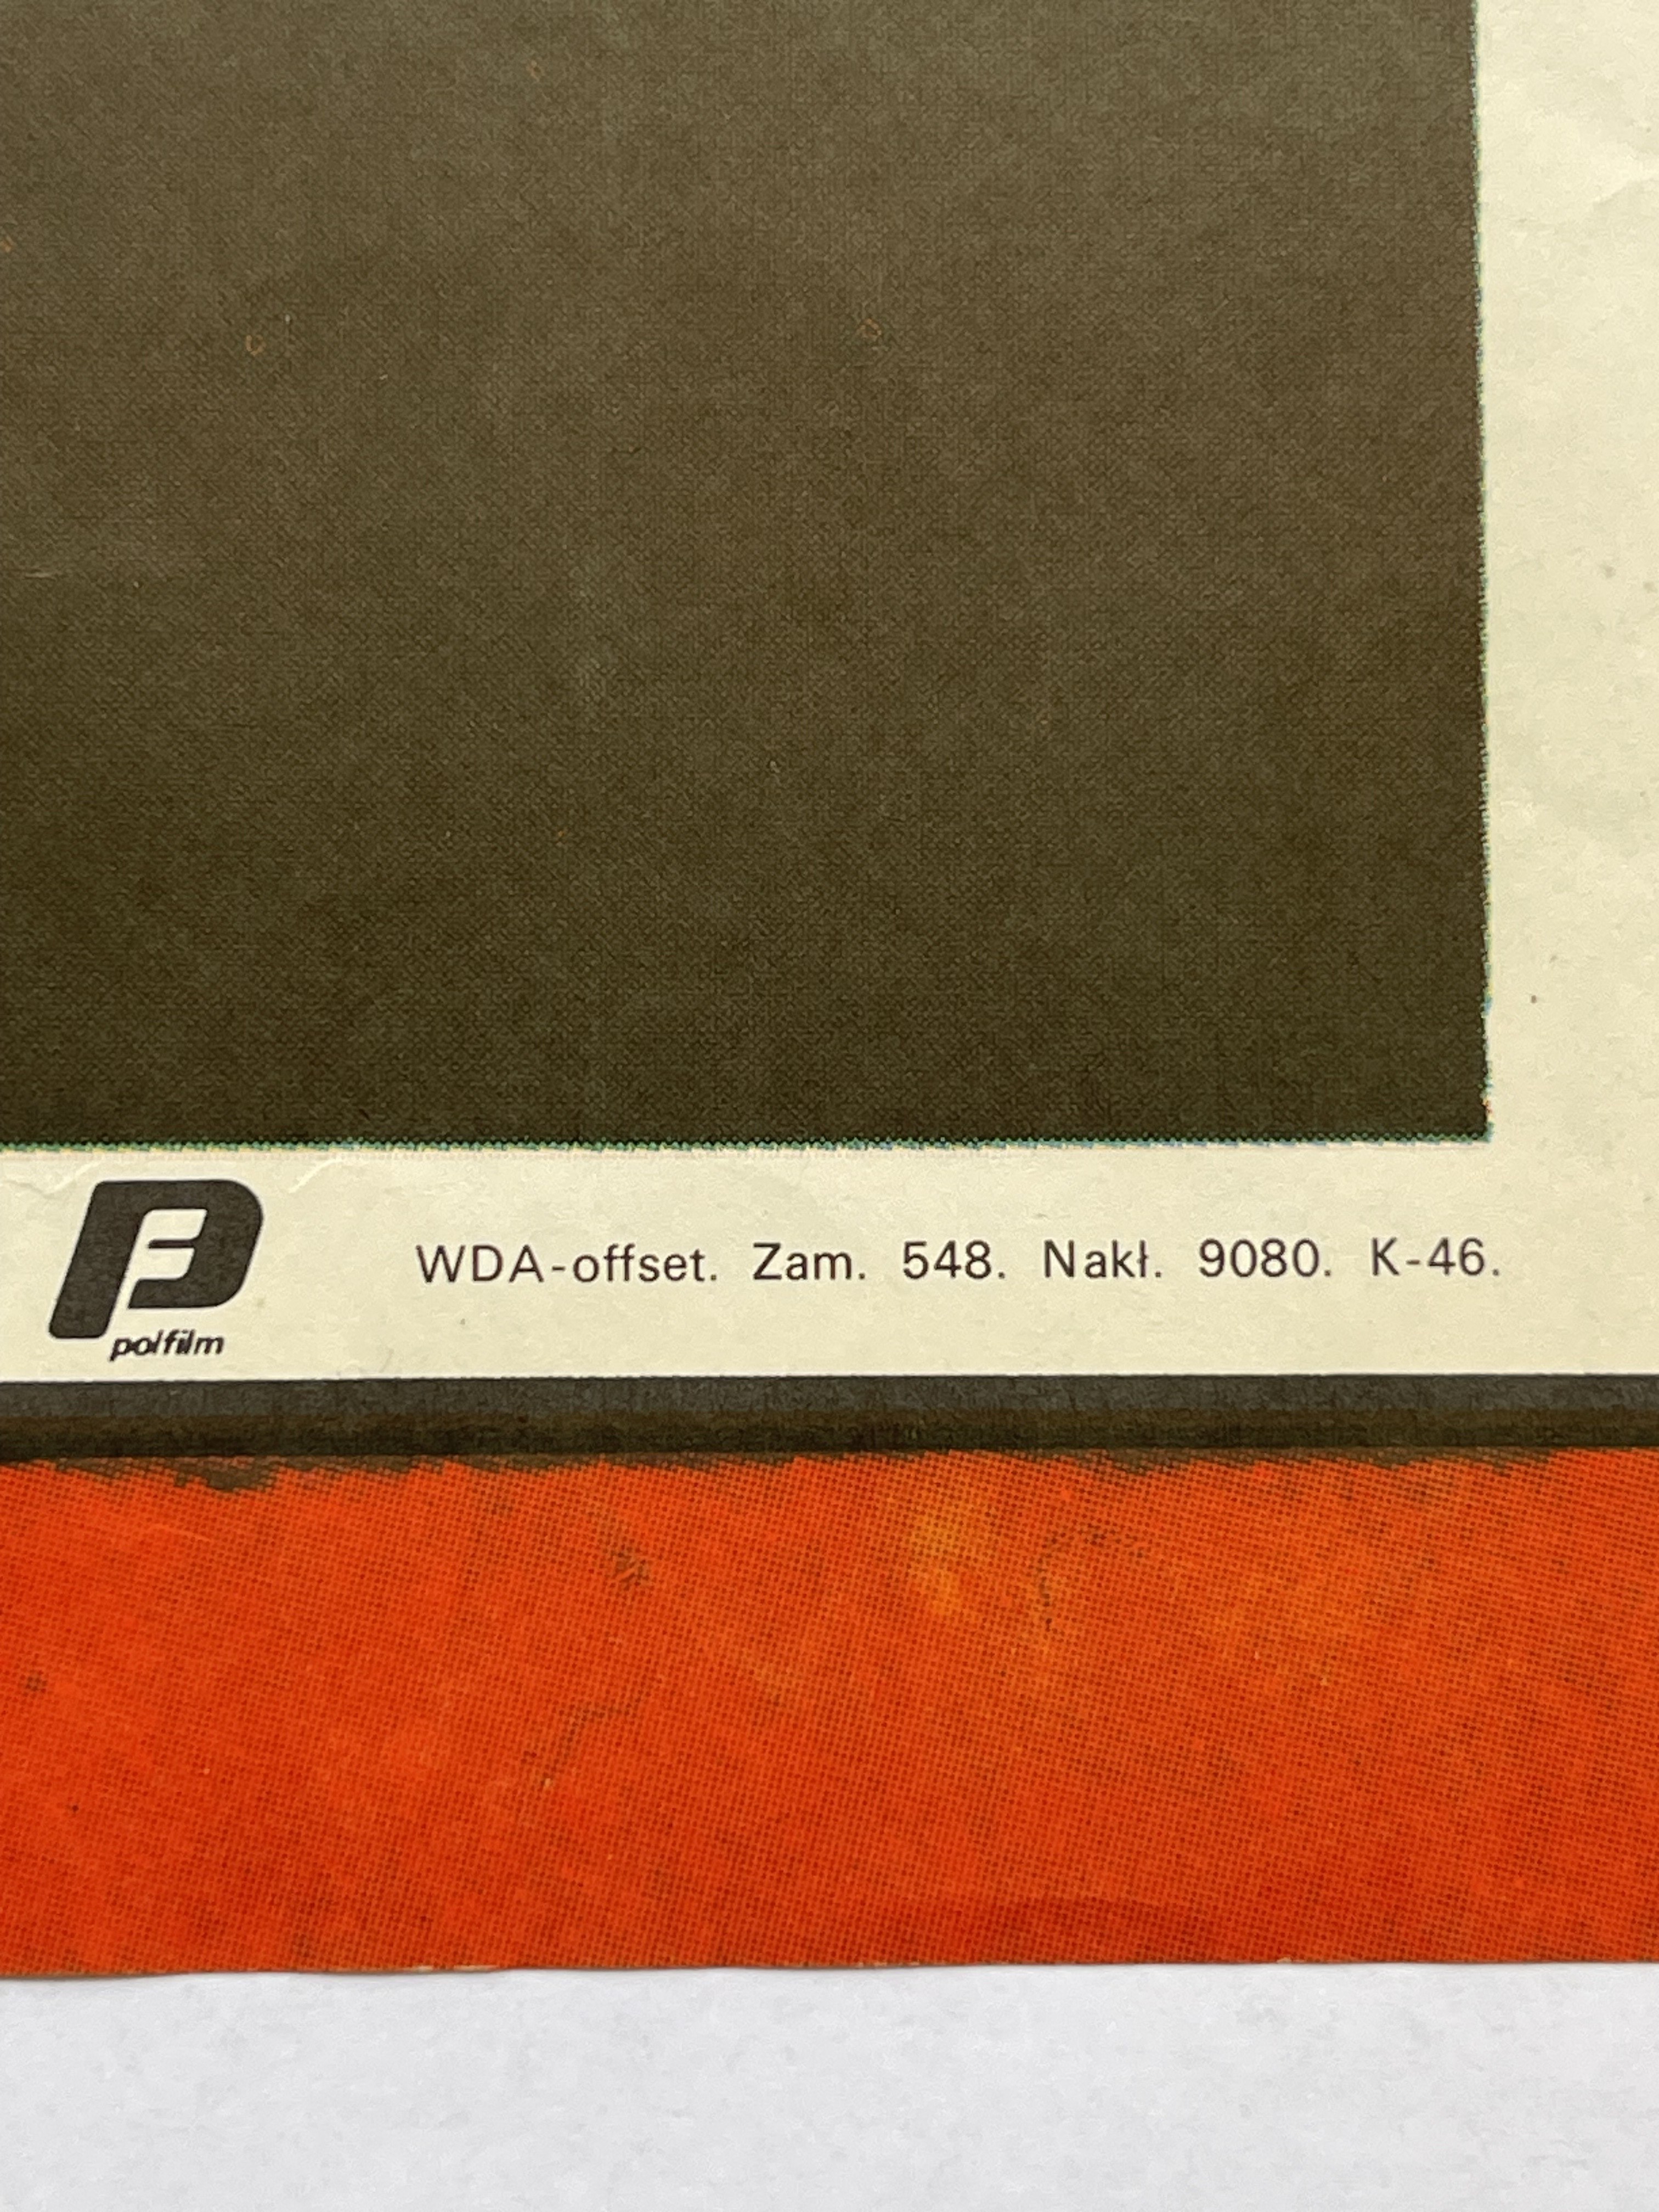 WDA-offset. Zam. 548. Nakł. 9080. K-46.
polfilm